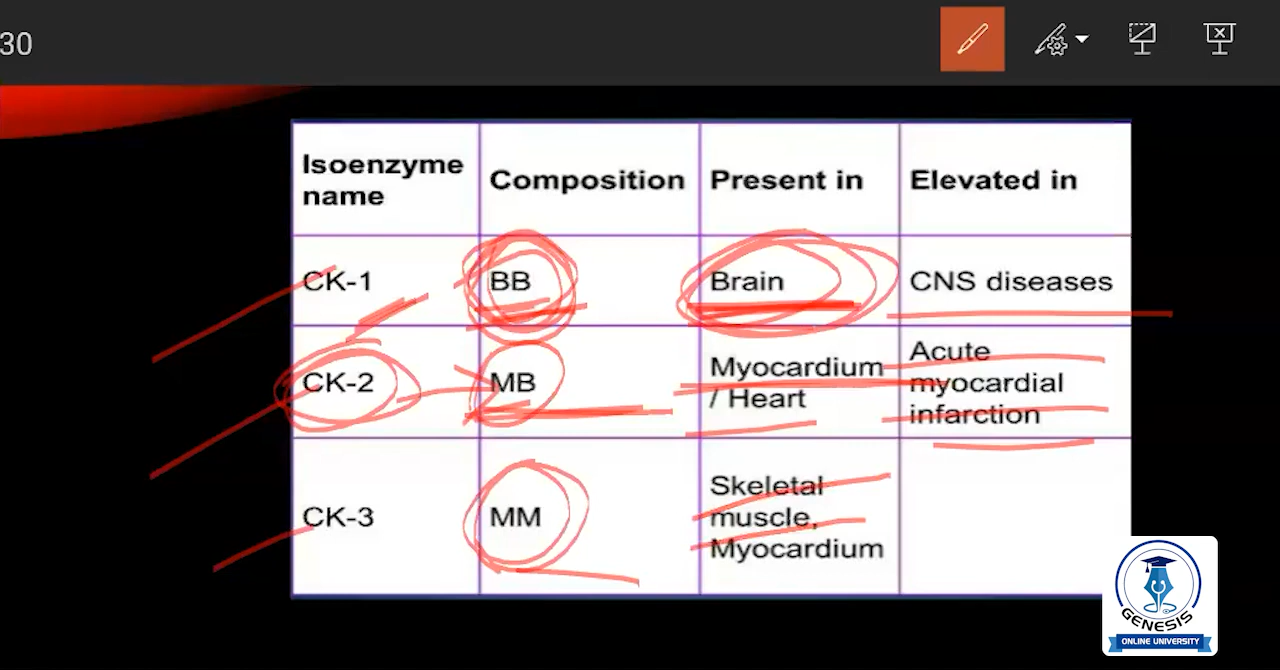 30
Isoenzyme
name
Composition
Present in
Elevated in
CK-1
BB
Brain
CNS diseases
CK-2
MB
Myocardium
/ Heart
Acute
myocardial
infarction
CK-3
MM
Skeletal
muscle,
Myocardium
GENESIS
ONLINE UNIVERSITY